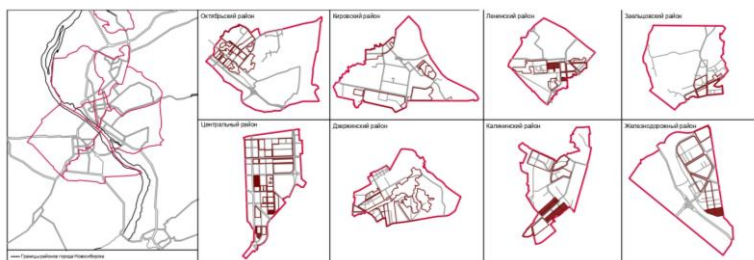 Октябрьский район
Кировский район
Ленинский район
Заельцовский район
Центральный район
Дзержинский район
Калининский район
Железнодорожный район
Границы районов города Новосибирска